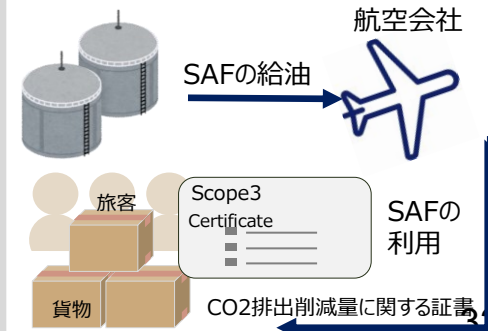 航空会社
SAFの給油
旅客
Scope3
Certificate
SAFの
利用
貨物
CO2排出削減量に関する証書